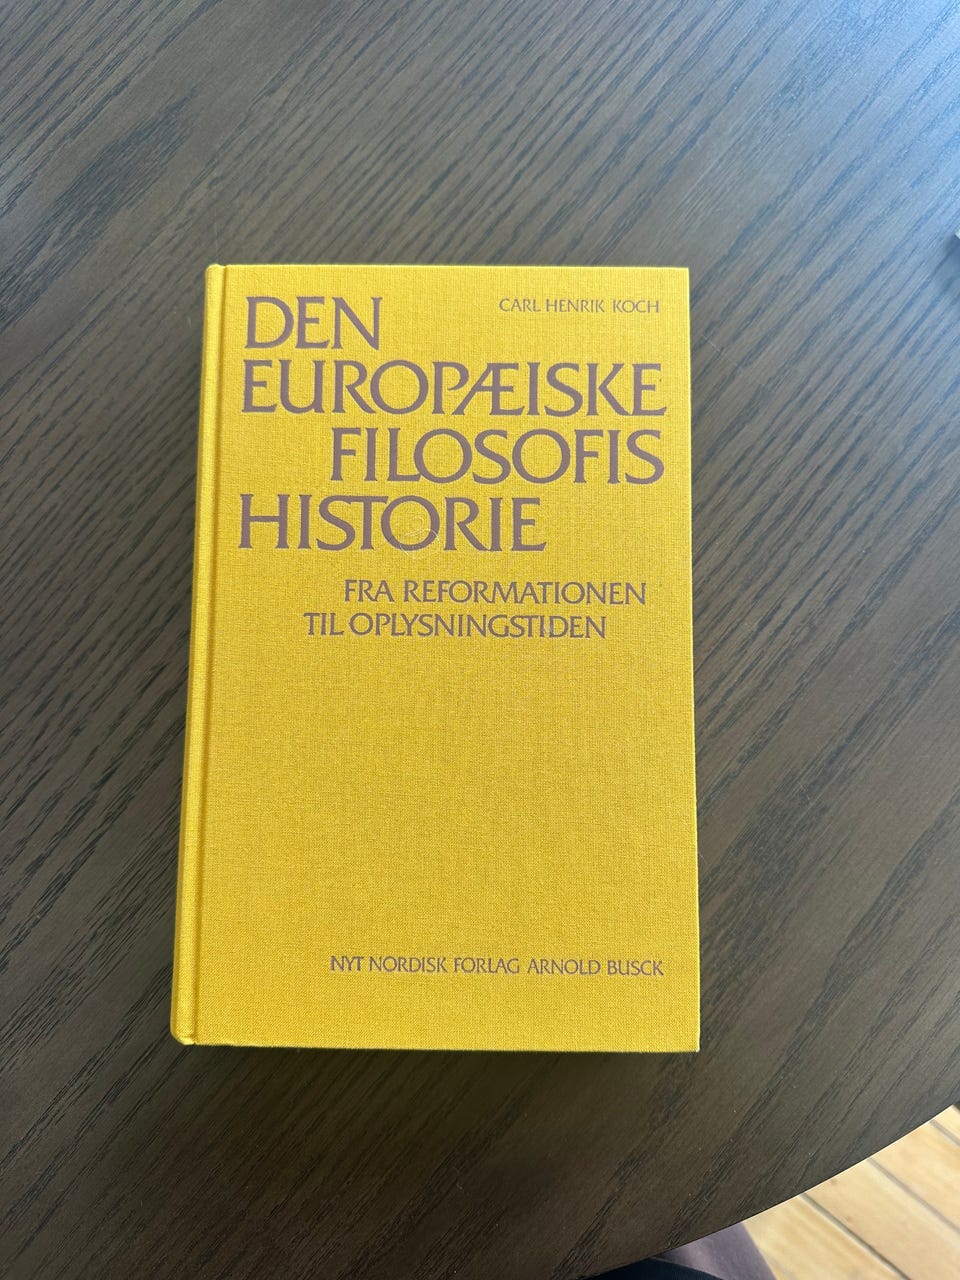 DEN
CARL HENRIK KOCH
EUROPÆISKE
FILOSOFIS
HISTORIE
FRA REFORMATIONEN
TIL OPLYSNINGSTIDEN
NYT NORDISK FORLAG ARNOLD BUSCK